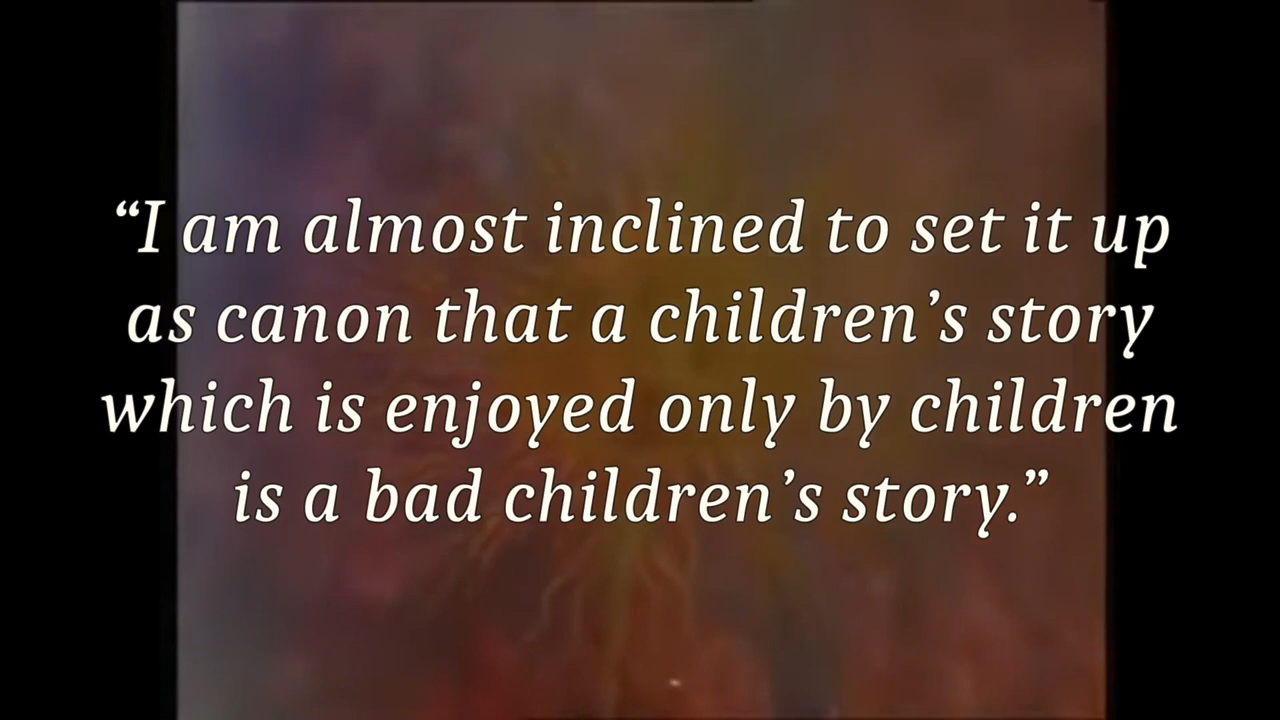 “I am almost inclined to set it up
as canon that a children’s story
which is enjoyed only by children
is a bad children’s story.”